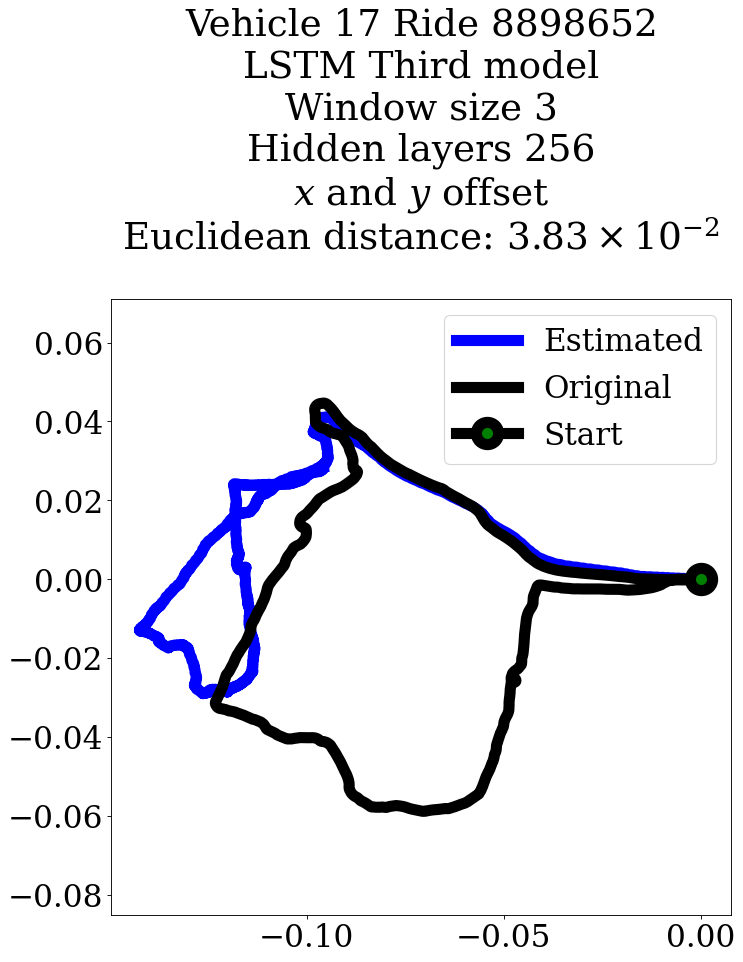 Vehicle 17 Ride 8898652
LSTM Third model
Window size 3
Hidden layers 256
x and y offset
Euclidean distance: 3.83 × 10⁻²
Estimated
Original
Start
0.06
0.04
0.02
0.00
−0.02
−0.04
−0.06
−0.08
−0.10
−0.05
0.00